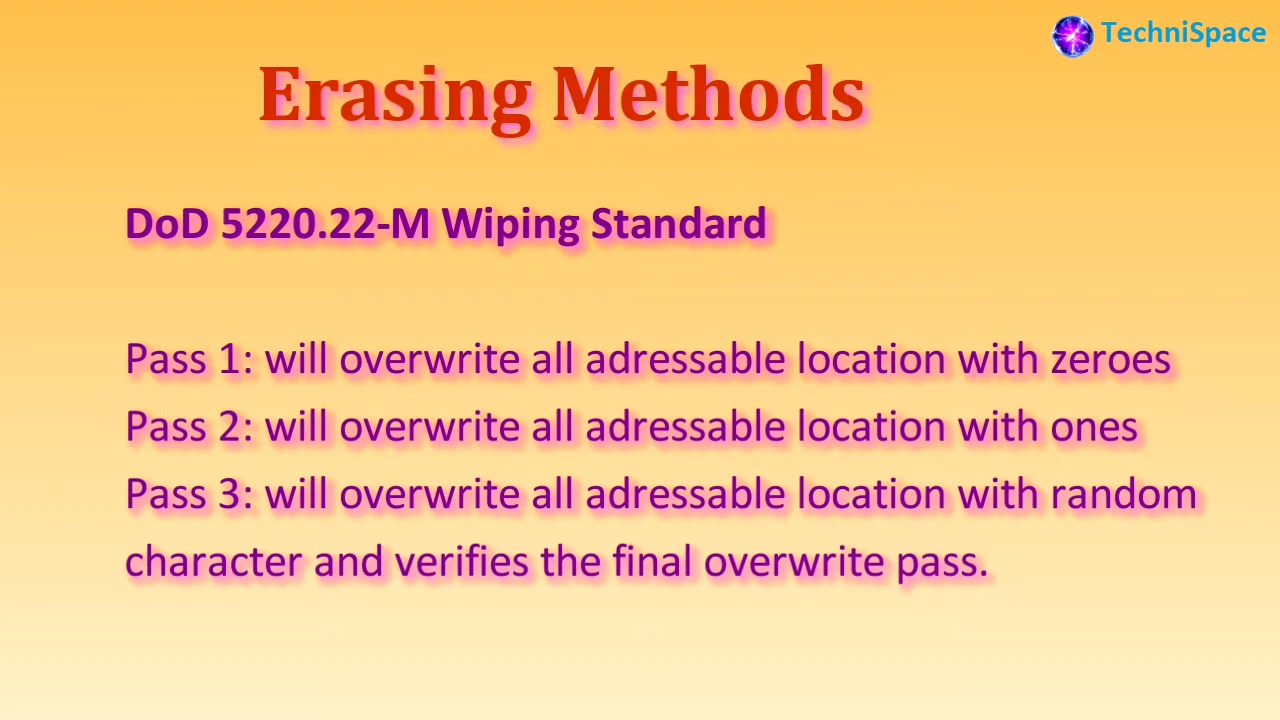 TechniSpace
Erasing Methods
DoD 5220.22-M Wiping Standard
Pass 1: will overwrite all adressable location with zeroes
Pass 2: will overwrite all adressable location with ones
Pass 3: will overwrite all adressable location with random
character and verifies the final overwrite pass.